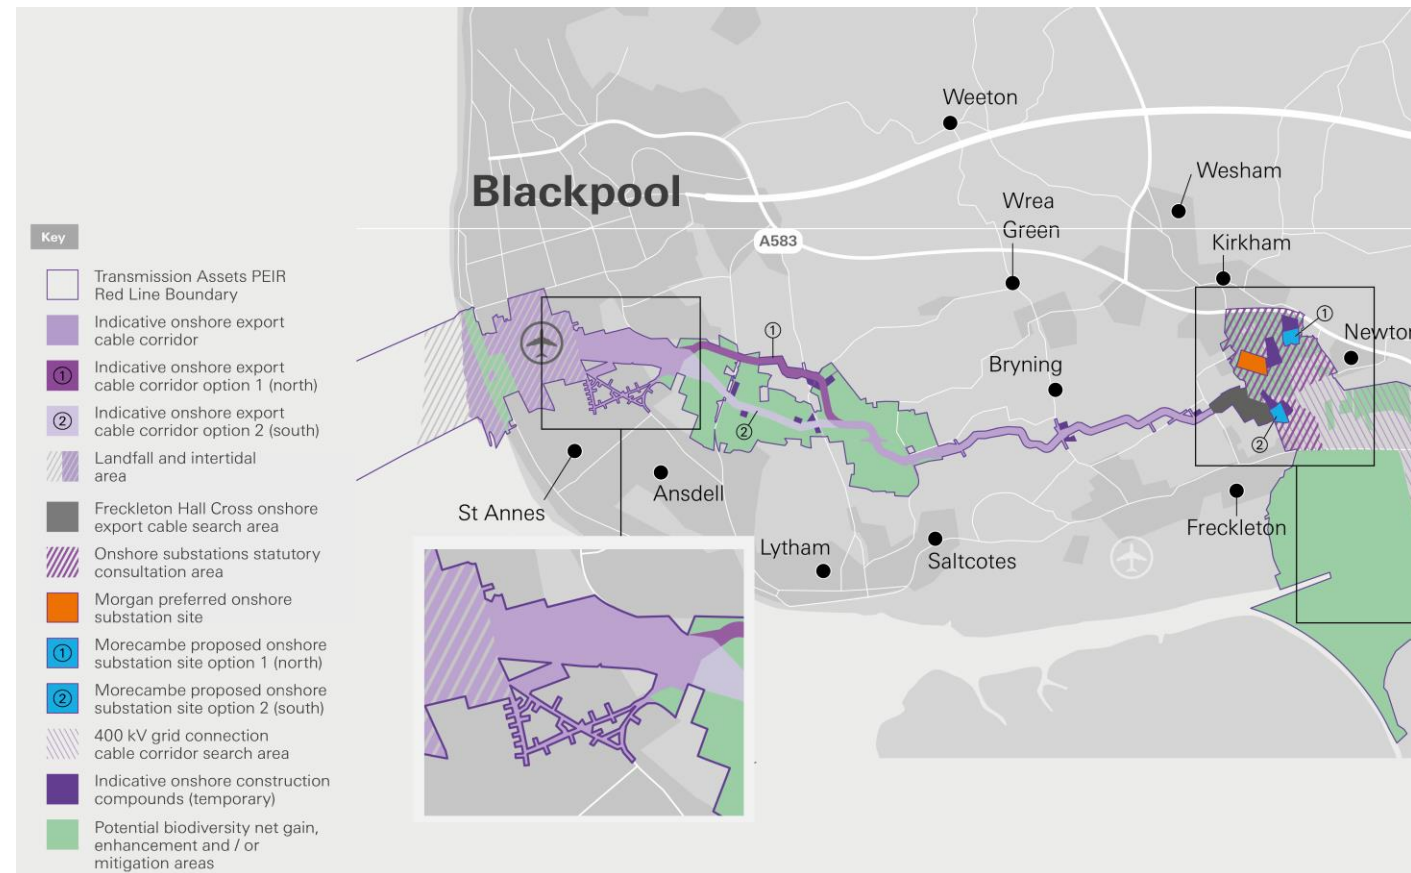 Weeton
Wesham
Blackpool
Wrea
Green
A583
Kirkham
Key
Transmission Assets PEIR
Red Line Boundary
Indicative onshore export
cable corridor
1
Indicative onshore export
cable corridor option 1 (north)
2
Indicative onshore export
cable corridor option 2 (south)
Landfall and intertidal
area
Freckleton Hall Cross onshore
export cable search area
Onshore substations statutory
consultation area
Morgan preferred onshore
substation site
1
Morecambe proposed onshore
substation site option 1 (north)
2
Morecambe proposed onshore
substation site option 2 (south)
400 kV grid connection
cable corridor search area
Indicative onshore construction
compounds (temporary)
Potential biodiversity net gain,
enhancement and / or
mitigation areas
1
1
Newton
Bryning
2
2
St Annes
Ansdell
Freckleton
Lytham
Saltcotes